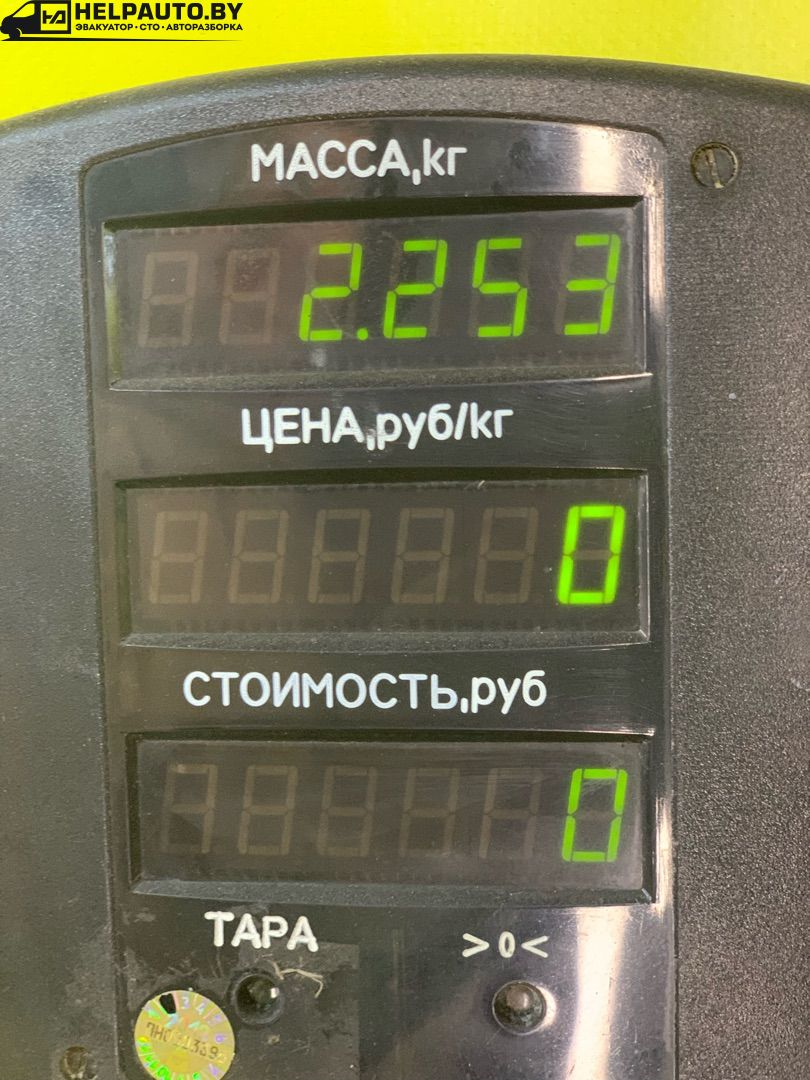 HELPAUTO.BY
ЭВАКУАТОР • СТО • АВТОРАЗБОРКА
МАССА,кг
2.253
ЦЕНА,руб/кг
0
СТОИМОСТЬ,руб
0
ТАРА >0<